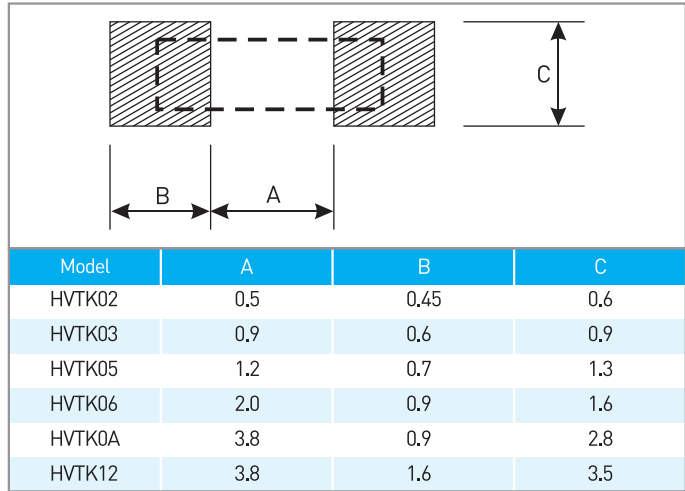 C
B A
Model A B C
HVTK02 0.5 0.45 0.6
HVTK03 0.9 0.6 0.9
HVTK05 1.2 0.7 1.3
HVTK06 2.0 0.9 1.6
HVTK0A 3.8 0.9 2.8
HVTK12 3.8 1.6 3.5